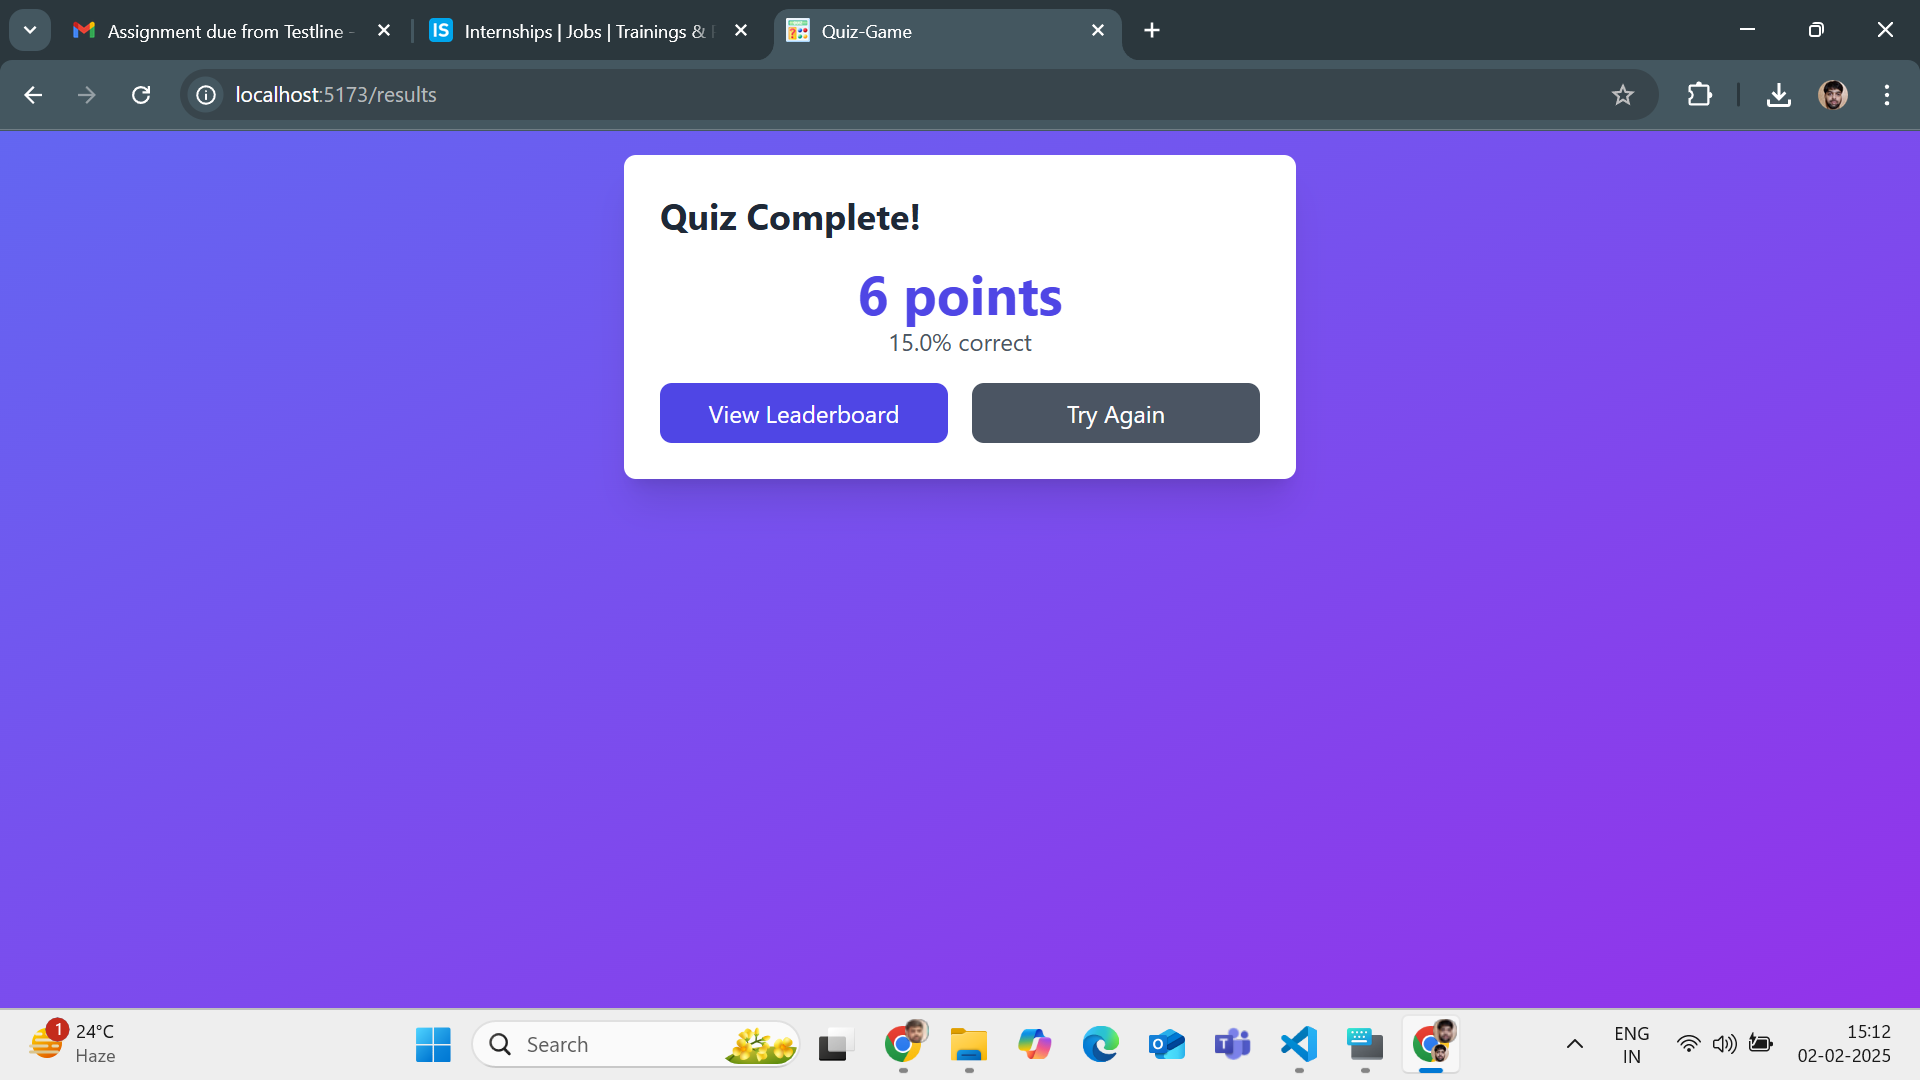 Assignment due from Testline -
IS
Internships | Jobs | Trainings &
Quiz-Game
localhost:5173/results
Quiz Complete!
6 points
15.0% correct
View Leaderboard
Try Again
1
24°C
Haze
Search
ENG
IN
15:12
02-02-2025